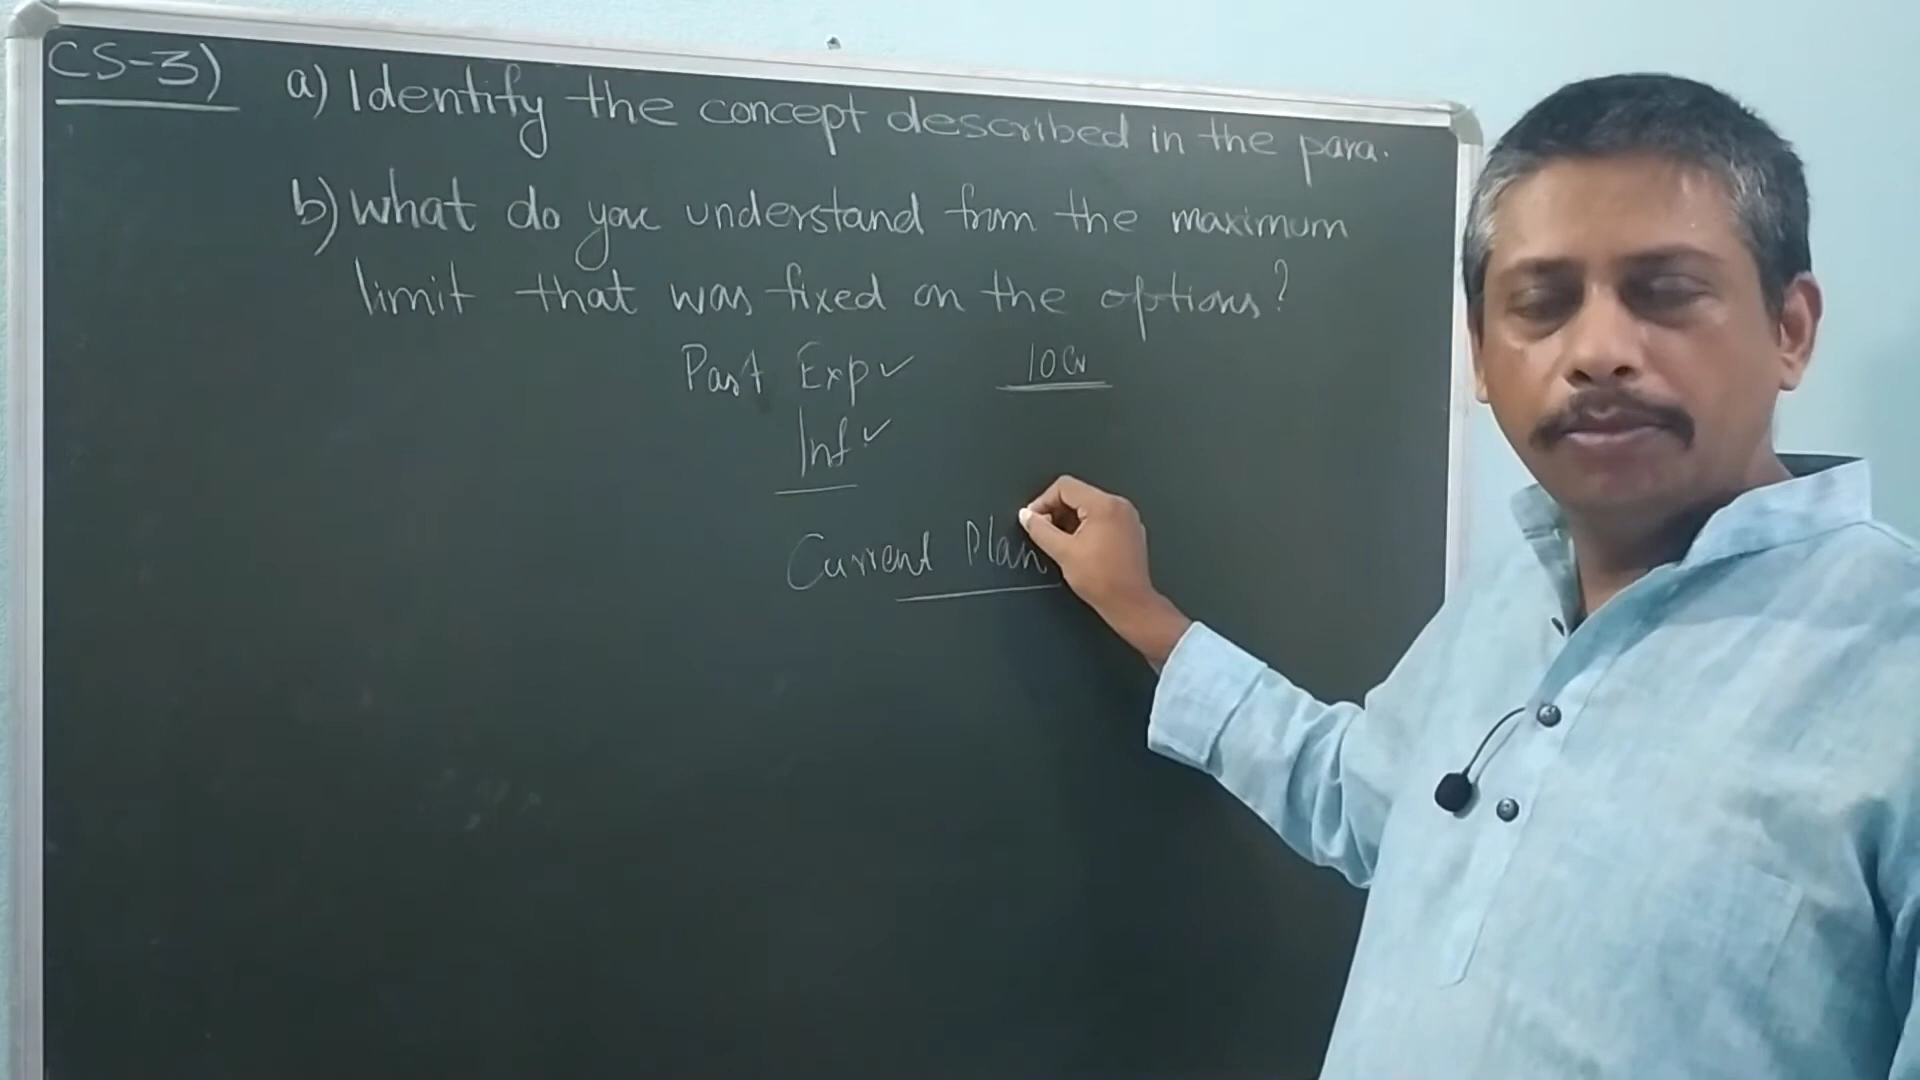 CS-3)
a) Identify the concept described in the para.
b) What do you understand from the maximum
limit that was fixed on the options?
Past Exp✓ 10Cr
Inf✓
Current Plan